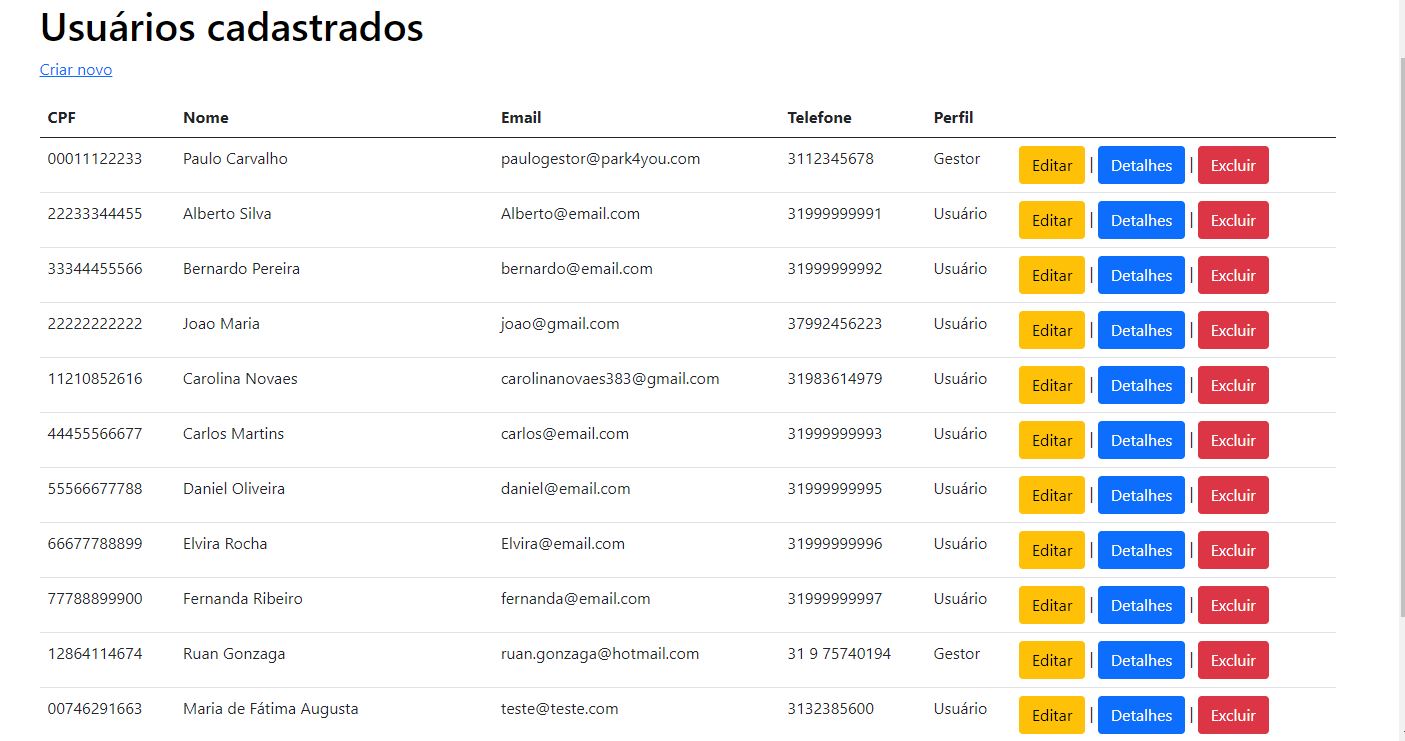 Usuários cadastrados
Criar novo
CPF Nome Email Telefone Perfil
00011122233 Paulo Carvalho paulogestor@park4you.com 3112345678 Gestor Editar | Detalhes | Excluir
22233344455 Alberto Silva Alberto@email.com 31999999991 Usuário Editar | Detalhes | Excluir
33344455566 Bernardo Pereira bernardo@email.com 31999999992 Usuário Editar | Detalhes | Excluir
22222222222 Joao Maria joao@gmail.com 37992456223 Usuário Editar | Detalhes | Excluir
11210852616 Carolina Novaes carolinanovaes383@gmail.com 31983614979 Usuário Editar | Detalhes | Excluir
44455566677 Carlos Martins carlos@email.com 31999999993 Usuário Editar | Detalhes | Excluir
55566677788 Daniel Oliveira daniel@email.com 31999999995 Usuário Editar | Detalhes | Excluir
66677788899 Elvira Rocha Elvira@email.com 31999999996 Usuário Editar | Detalhes | Excluir
77788899900 Fernanda Ribeiro fernanda@email.com 31999999997 Usuário Editar | Detalhes | Excluir
12864114674 Ruan Gonzaga ruan.gonzaga@hotmail.com 31 9 75740194 Gestor Editar | Detalhes | Excluir
00746291663 Maria de Fátima Augusta teste@teste.com 3132385600 Usuário Editar | Detalhes | Excluir